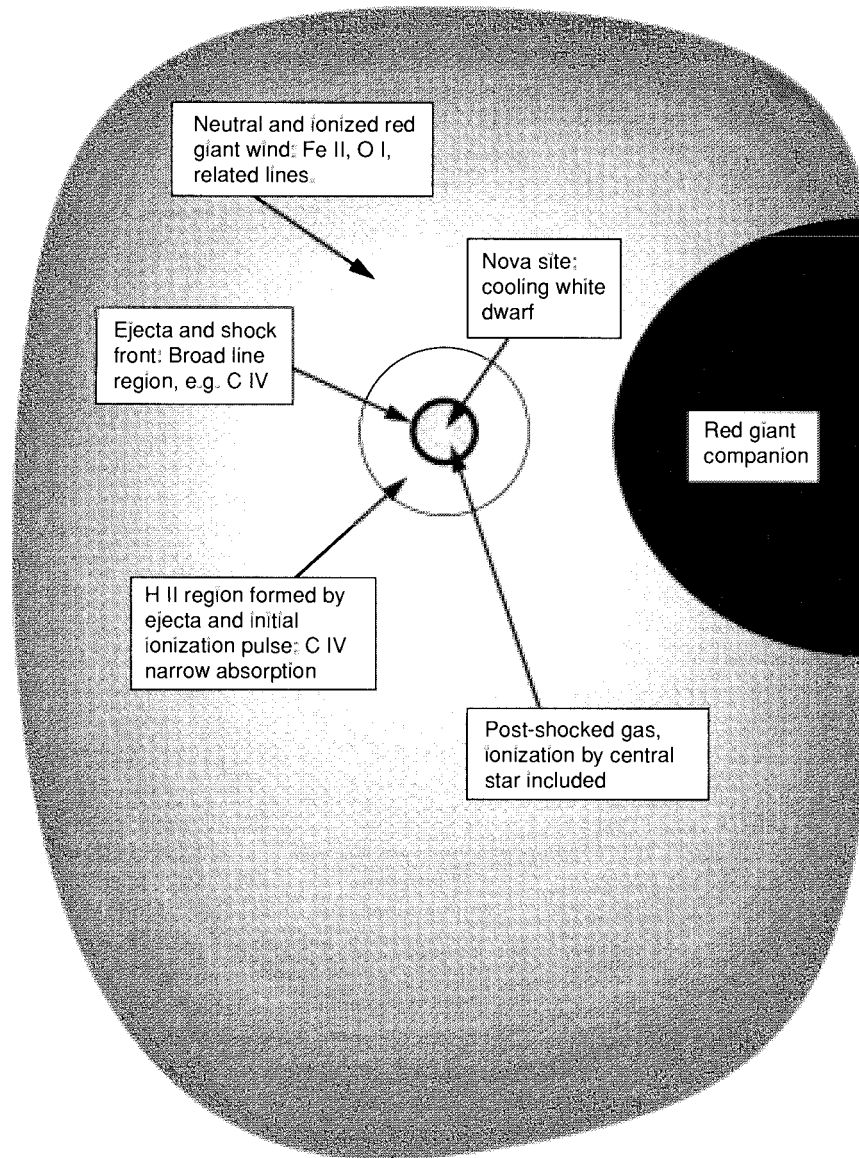 Neutral and ionized red
giant wind: Fe II, O I,
related lines.
Nova site:
cooling white
dwarf
Ejecta and shock
front: Broad line
region, e.g. C IV
Red giant
companion
H II region formed by
ejecta and initial
ionization pulse: C IV
narrow absorption
Post-shocked gas,
ionization by central
star included